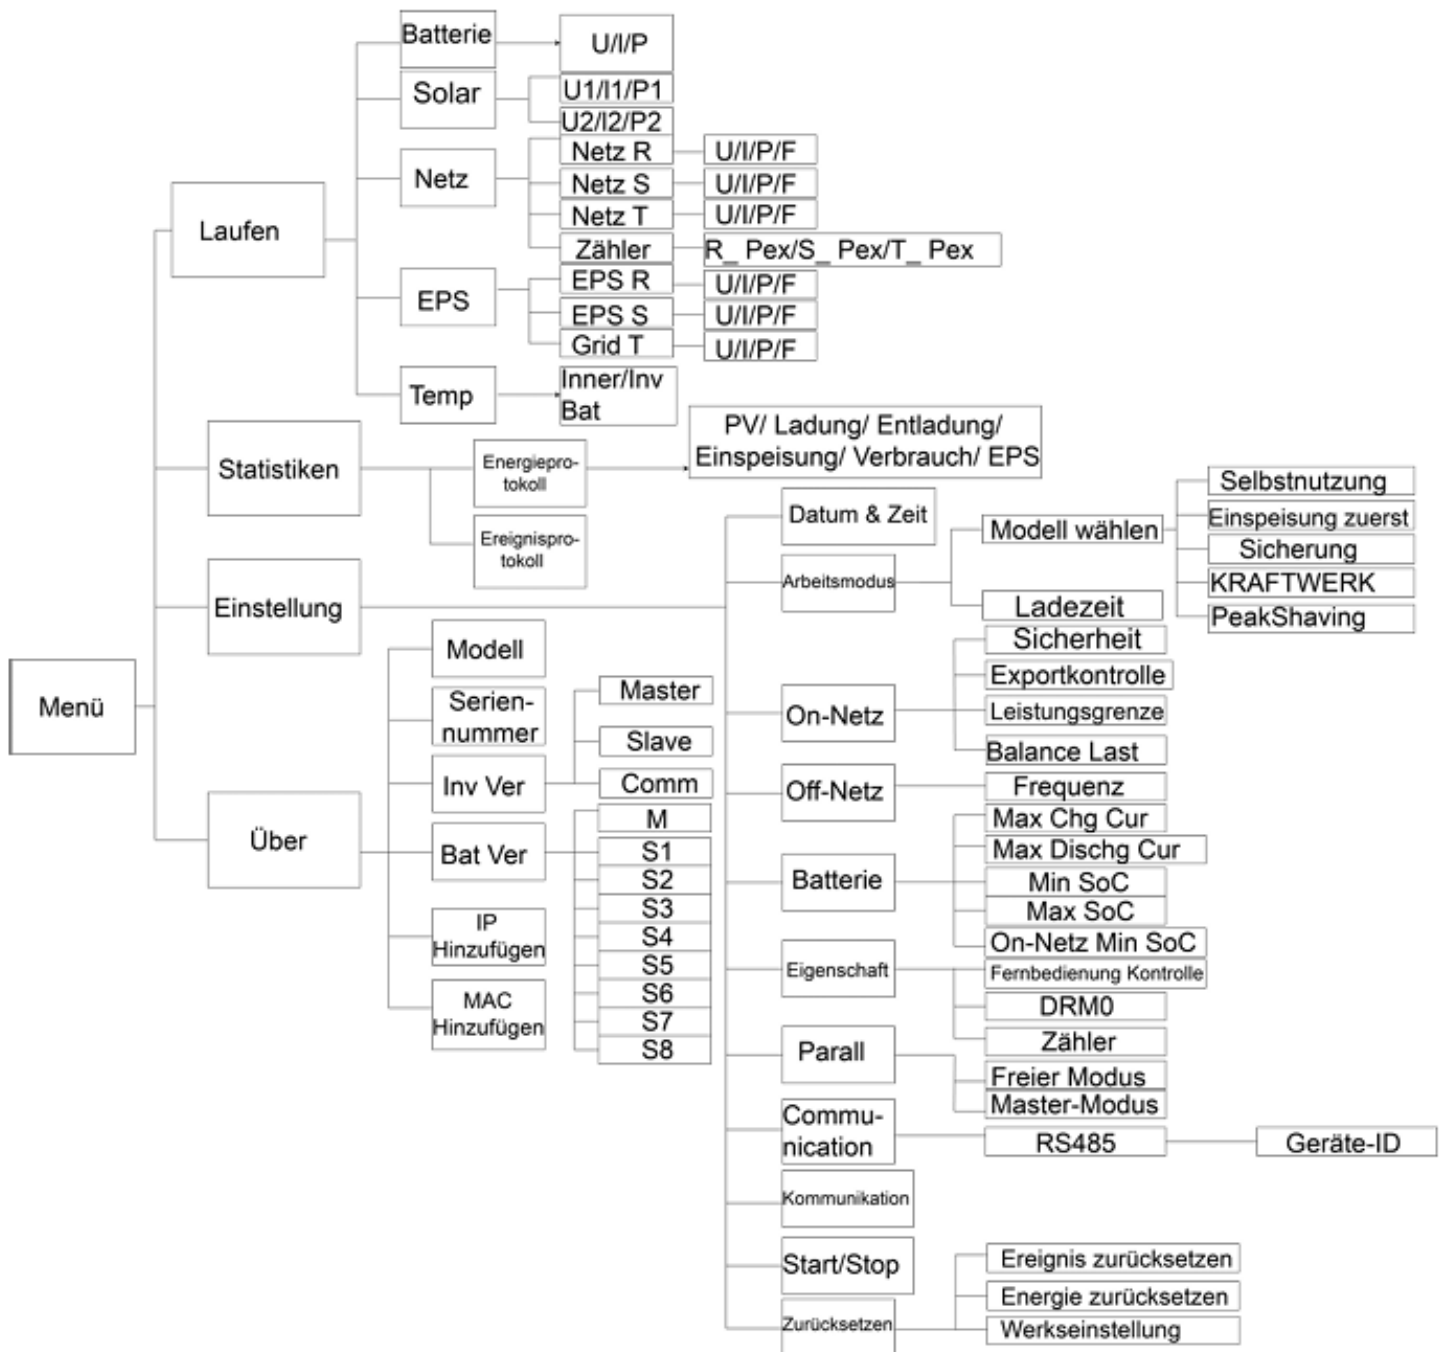 Menü
Laufen
Batterie
U/I/P
Solar
U1/I1/P1
U2/I2/P2
Netz
Netz R
U/I/P/F
Netz S
U/I/P/F
Netz T
U/I/P/F
Zähler
R_ Pex/S_ Pex/T_ Pex
EPS
EPS R
U/I/P/F
EPS S
U/I/P/F
Grid T
U/I/P/F
Temp
Inner/Inv
Bat
Statistiken
Energiepro-
tokoll
PV/ Ladung/ Entladung/
Einspeisung/ Verbrauch/ EPS
Ereignispro-
tokoll
Einstellung
Datum & Zeit
Arbeitsmodus
Modell wählen
Selbstnutzung
Einspeisung zuerst
Sicherung
KRAFTWERK
PeakShaving
Ladezeit
On-Netz
Sicherheit
Exportkontrolle
Leistungsgrenze
Balance Last
Off-Netz
Frequenz
Batterie
Max Chg Cur
Max Dischg Cur
Min SoC
Max SoC
On-Netz Min SoC
Eigenschaft
Fernbedienung Kontrolle
DRM0
Zähler
Parall
Freier Modus
Master-Modus
Commu-
nication
RS485
Geräte-ID
Kommunikation
Start/Stop
Zurücksetzen
Ereignis zurücksetzen
Energie zurücksetzen
Werkseinstellung
Über
Modell
Serien-
nummer
Inv Ver
Master
Slave
Comm
Bat Ver
M
S1
S2
S3
S4
S5
S6
S7
S8
IP
Hinzufügen
MAC
Hinzufügen